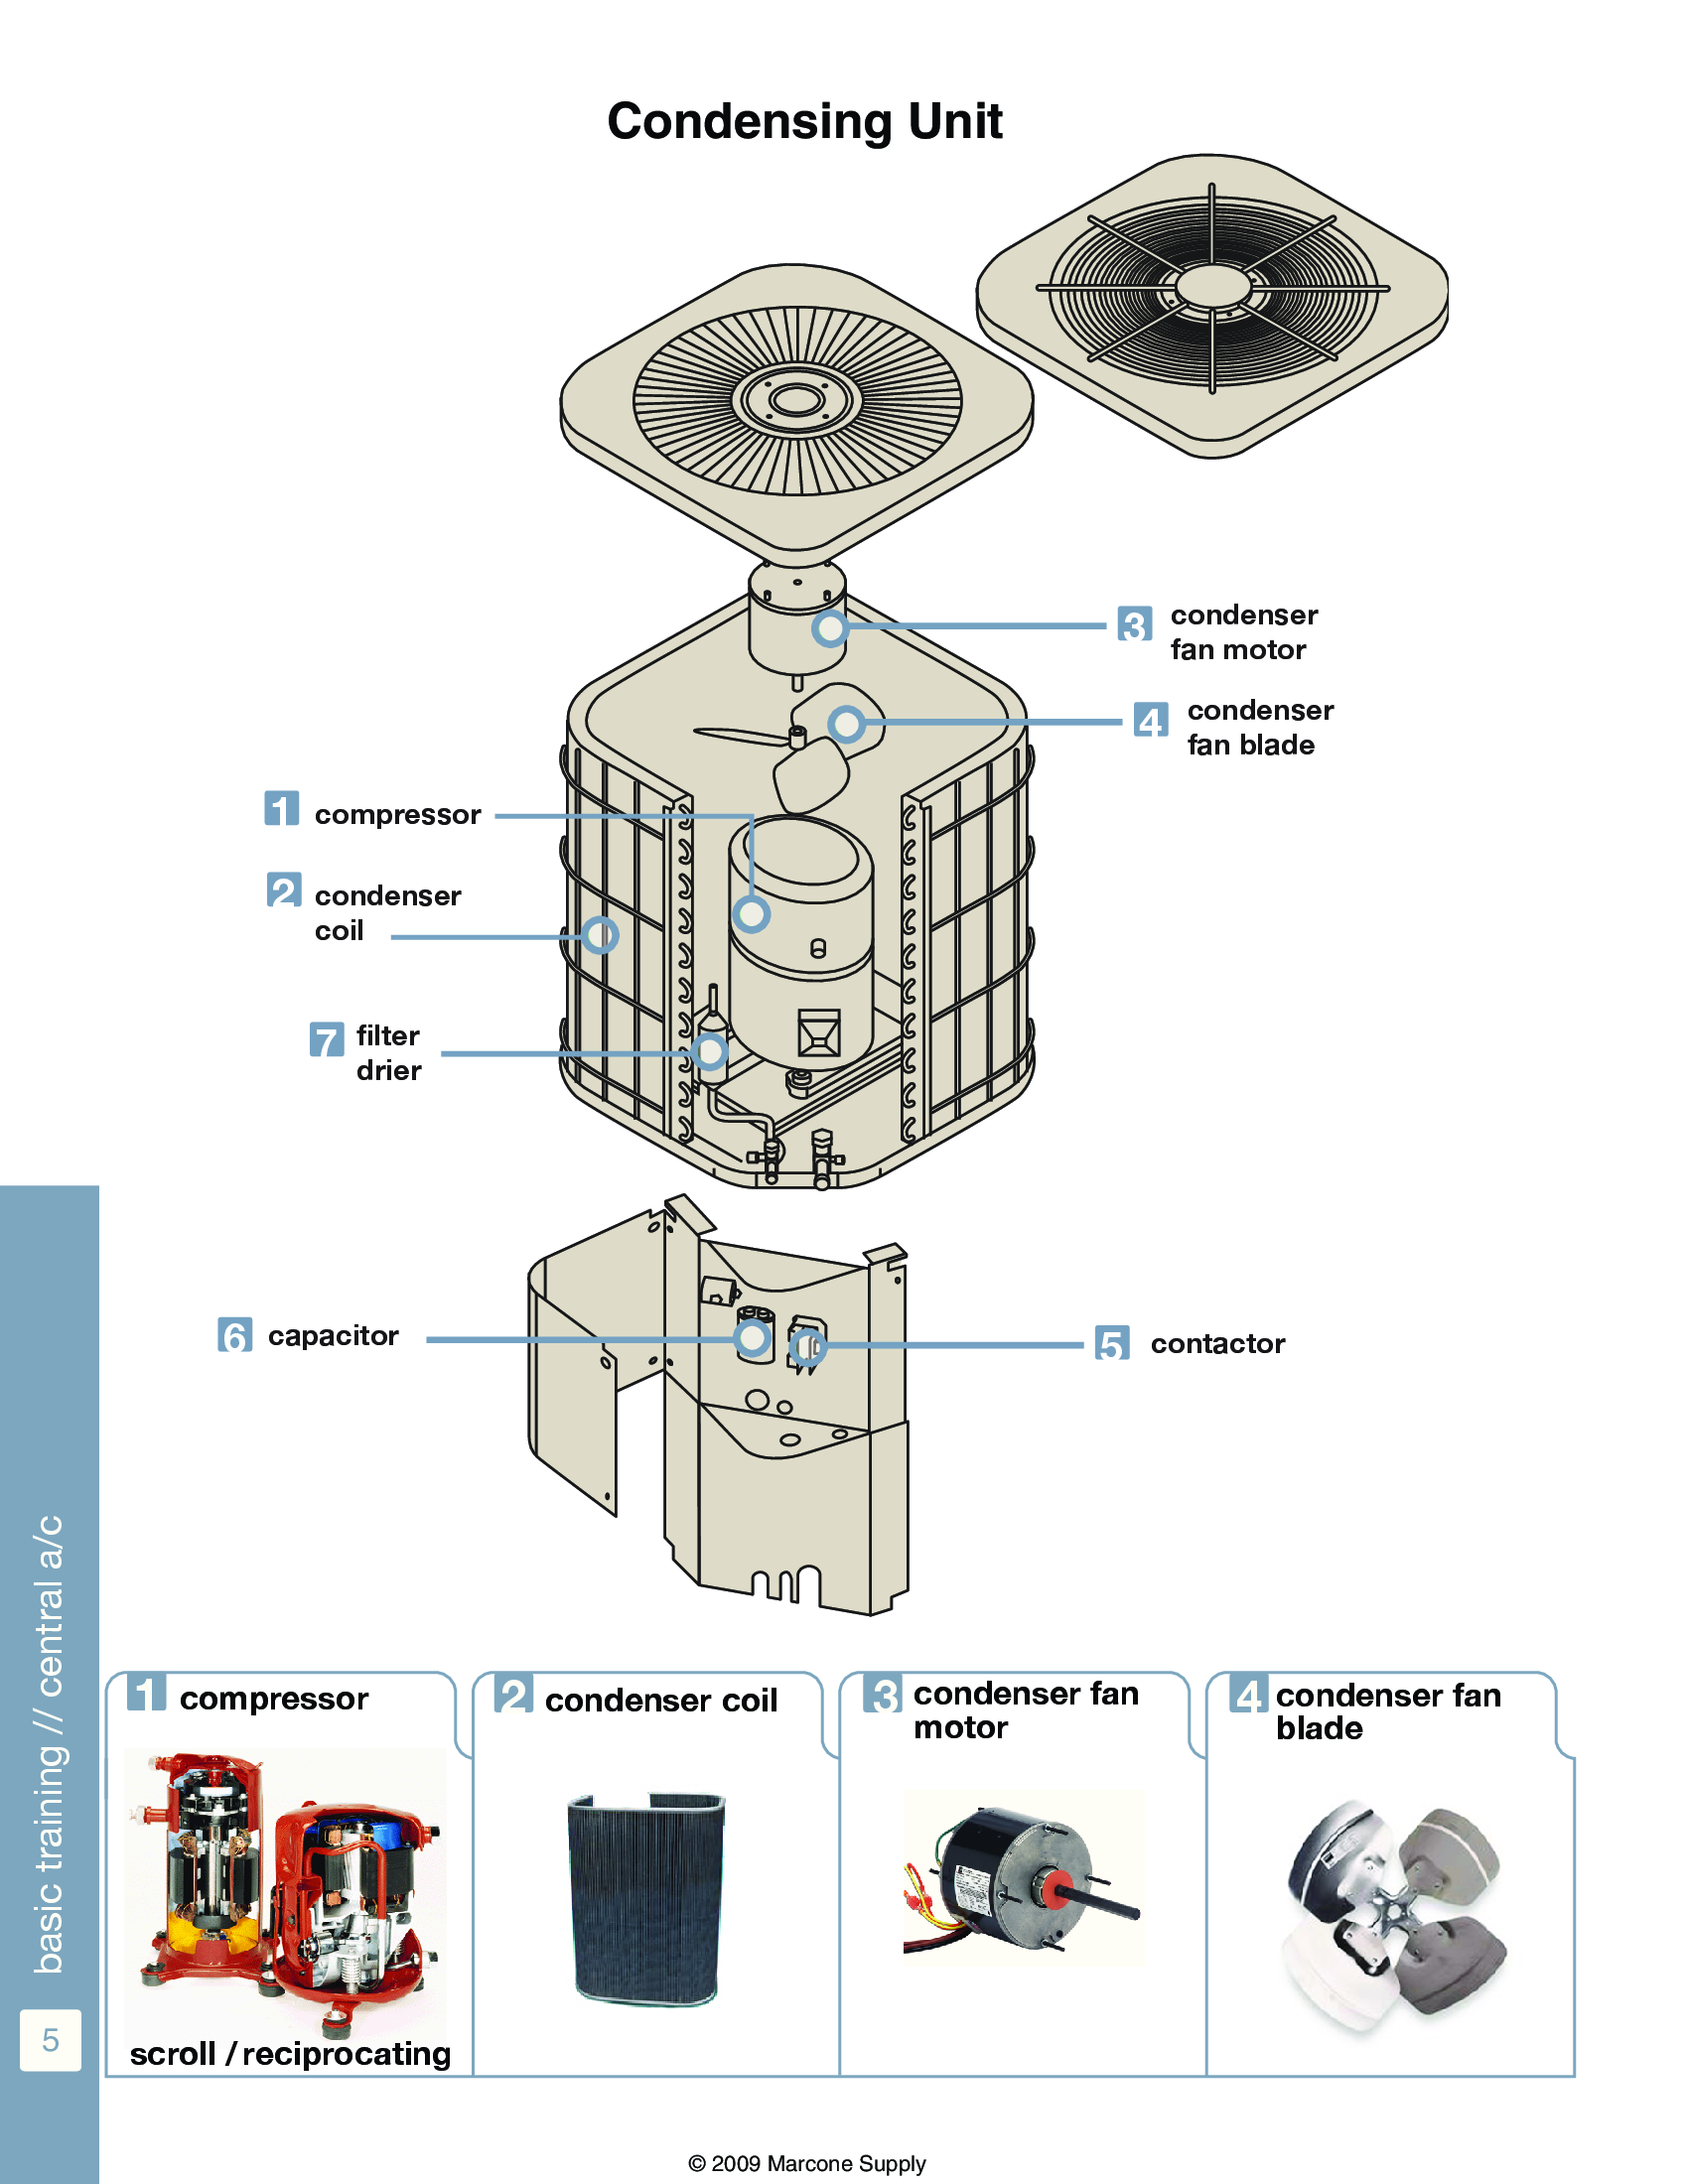 Condensing Unit
3 condenser
fan motor
4 condenser
fan blade
1 compressor
2 condenser
coil
7 filter
drier
6 capacitor
5 contactor
basic training // central a/c
5
1 compressor
scroll / reciprocating
2 condenser coil
3 condenser fan
motor
4 condenser fan
blade
© 2009 Marcone Supply